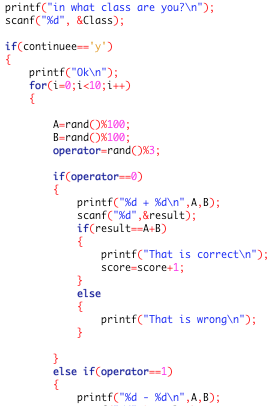 printf("in what class are you?\n");
scanf("%d", &Class);
if(continuee=='y')
{
printf("Ok\n");
for(i=0;i<10;i++)
{
A=rand()%100;
B=rand()%100;
operator=rand()%3;
if(operator==0)
{
printf("%d + %d\n",A,B);
scanf("%d",&result);
if(result==A+B)
{
printf("That is correct\n");
score=score+1;
}
else
{
printf("That is wrong\n");
}
}
else if(operator==1)
{
printf("%d - %d\n",A,B);